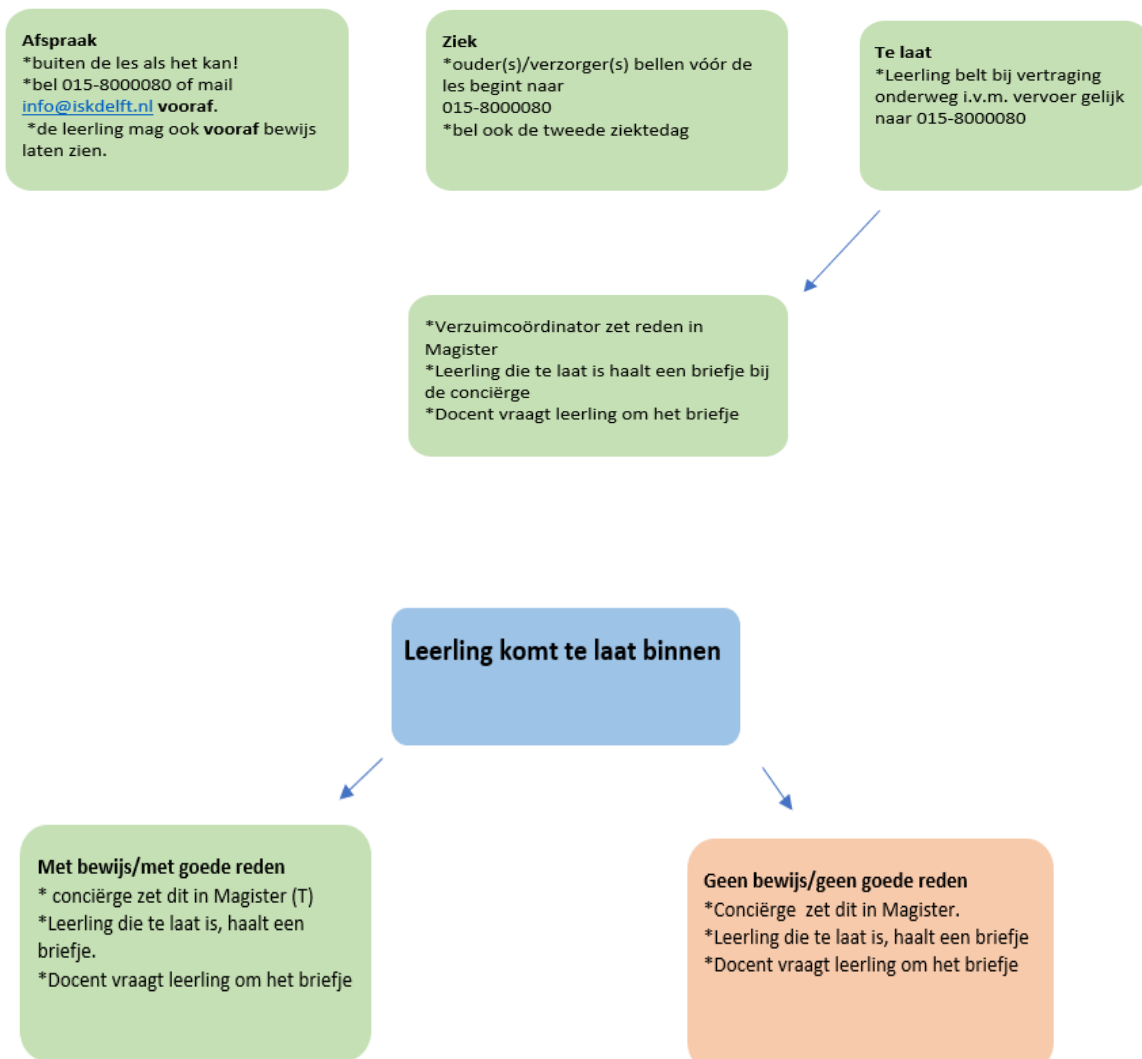 Afspraak
*buiten de les als het kan!
*bel 015-8000080 of mail
info@iskdelft.nl vooraf.
*de leerling mag ook vooraf bewijs
laten zien.
Ziek
*ouder(s)/verzorger(s) bellen vóór de
les begint naar
015-8000080
*bel ook de tweede ziektedag
Te laat
*Leerling belt bij vertraging
onderweg i.v.m. vervoer gelijk
naar 015-8000080
*Verzuimcoördinator zet reden in
Magister
*Leerling die te laat is haalt een briefje bij
de conciërge
*Docent vraagt leerling om het briefje
Leerling komt te laat binnen
Met bewijs/met goede reden
* conciërge zet dit in Magister (T)
*Leerling die te laat is, haalt een
briefje.
*Docent vraagt leerling om het briefje
Geen bewijs/geen goede reden
*Conciërge  zet dit in Magister.
*Leerling die te laat is, haalt een briefje
*Docent vraagt leerling om het briefje